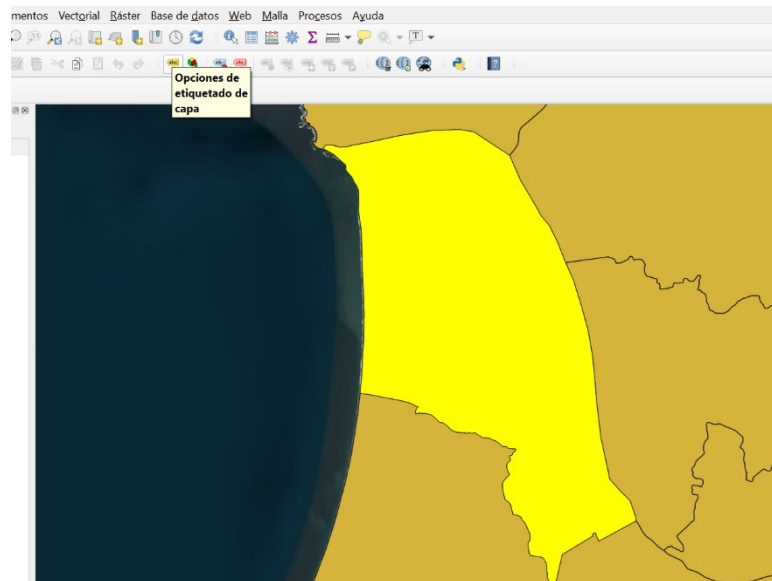 mentos Vectorial Ráster Base de datos Web Malla Procesos Ayuda
Opciones de
etiquetado de
capa